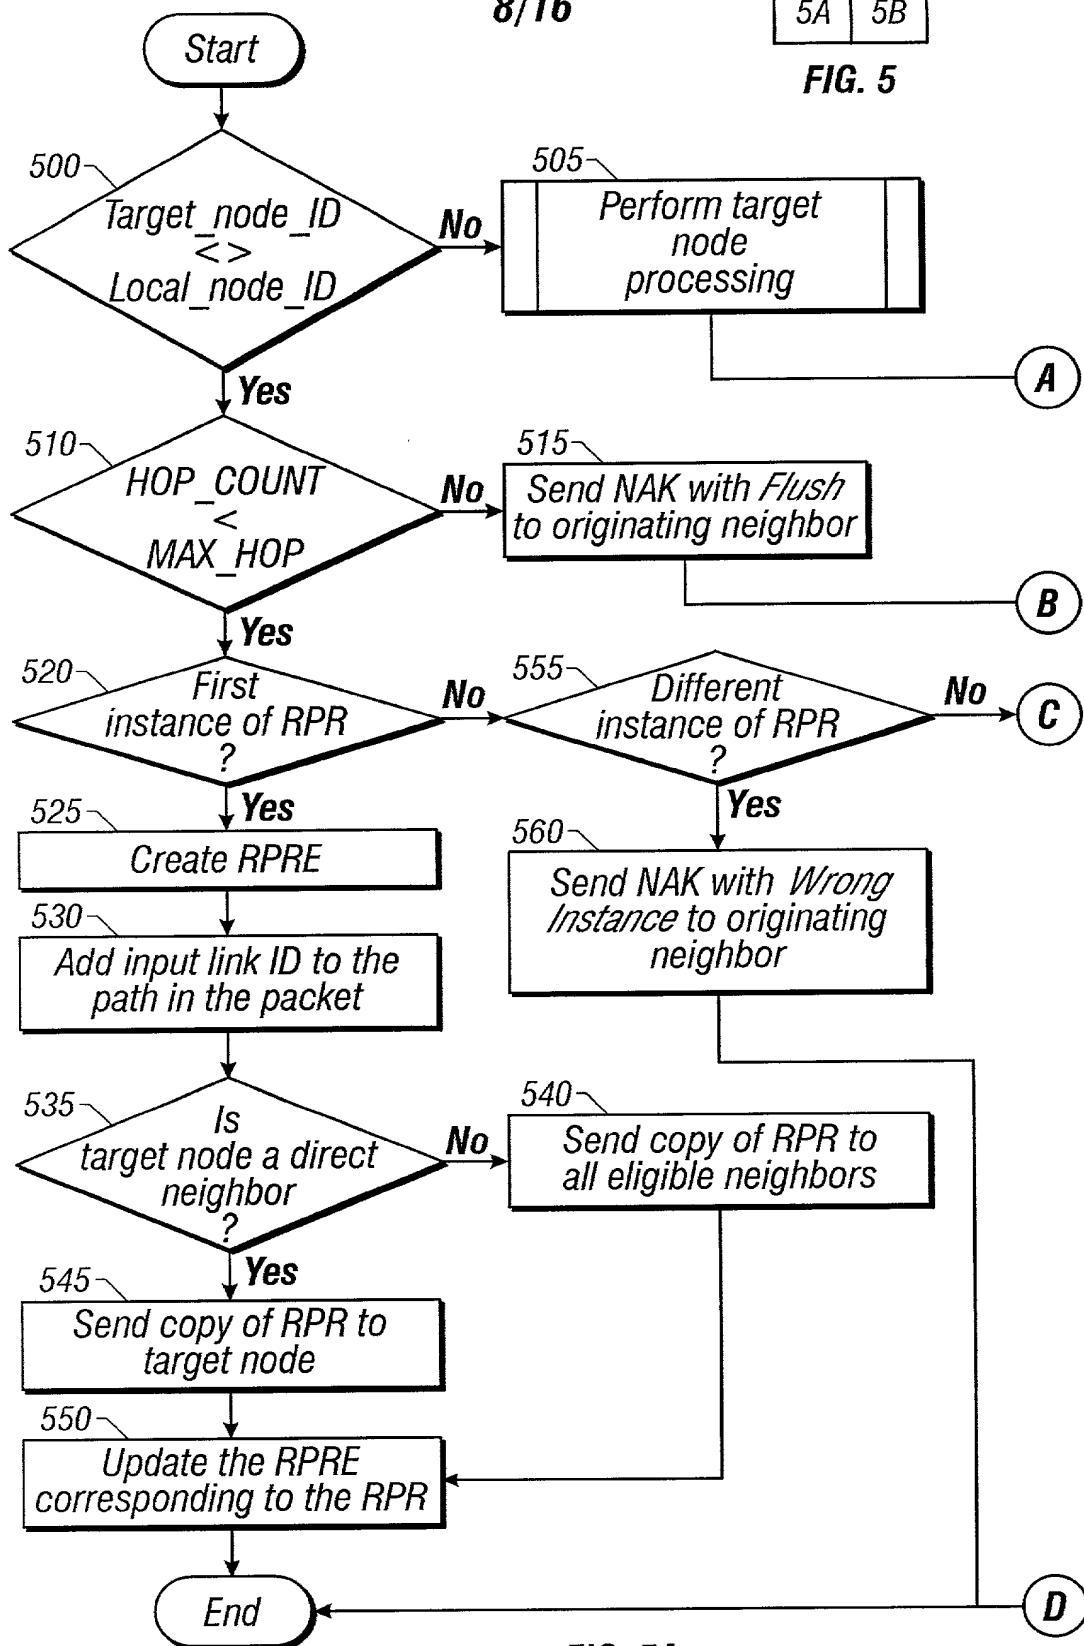 8/16
5A 5B
FIG. 5
Start
500
Target_node_ID
< >
Local_node_ID
No
505
Perform target
node
processing
A
Yes
510
HOP_COUNT
<
MAX_HOP
No
515
Send NAK with Flush
to originating neighbor
B
Yes
520
First
instance of RPR
?
No
555
Different
instance of RPR
?
No
C
Yes
525
Create RPRE
Yes
560
Send NAK with Wrong
Instance to originating
neighbor
530
Add input link ID to the
path in the packet
535
Is
target node a direct
neighbor
?
No
540
Send copy of RPR to
all eligible neighbors
Yes
545
Send copy of RPR to
target node
550
Update the RPRE
corresponding to the RPR
End
D
FIG. 5A